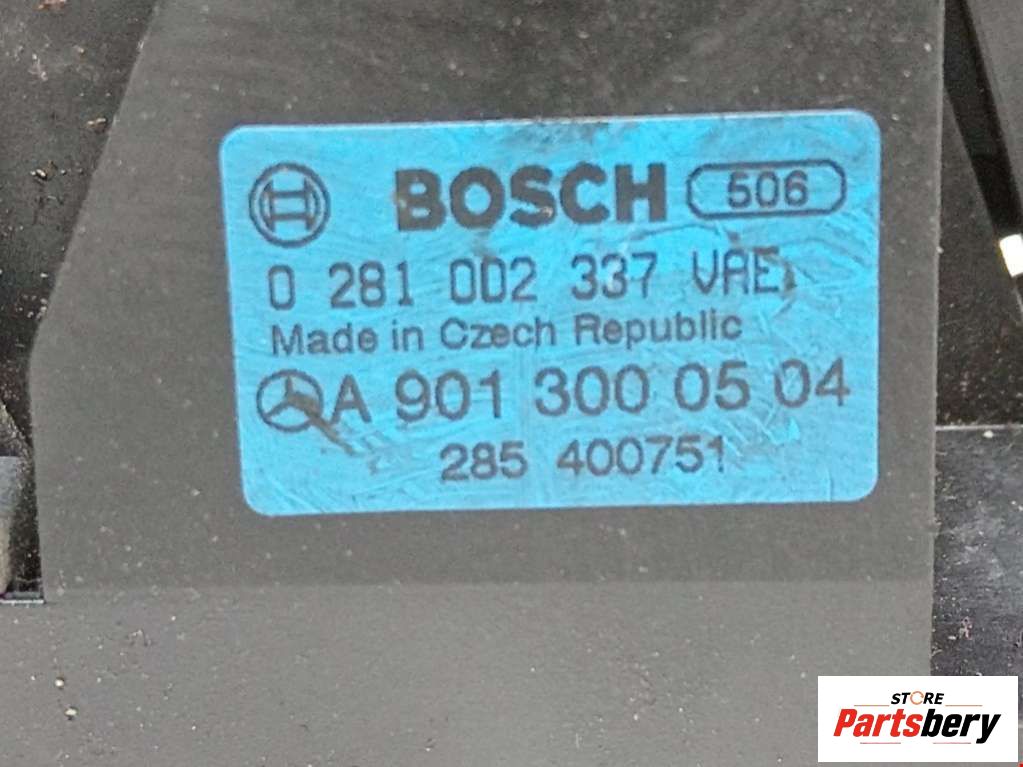 BOSCH 506
0 281 002 337 VAE
Made in Czech Republic
A 901 300 05 04
285 400751
STORE
Partsbery